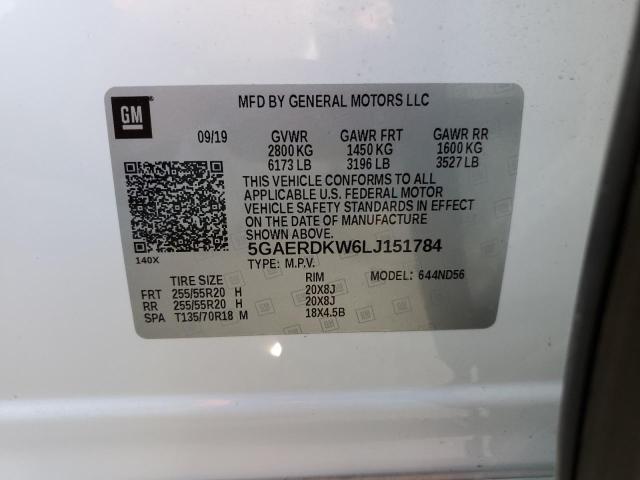 GM
MFD BY GENERAL MOTORS LLC
09/19 GVWR GAWR FRT GAWR RR
2800 KG 1450 KG 1600 KG
6173 LB 3196 LB 3527 LB
THIS VEHICLE CONFORMS TO ALL
APPLICABLE U.S. FEDERAL MOTOR
VEHICLE SAFETY STANDARDS IN EFFECT
ON THE DATE OF MANUFACTURE
SHOWN ABOVE.
140X
5GAERDKW6LJ151784
TYPE: M.P.V. MODEL: 644ND56
TIRE SIZE RIM
FRT 255/55R20 H 20X8J
RR 255/55R20 H 20X8J
SPA T135/70R18 M 18X4.5B